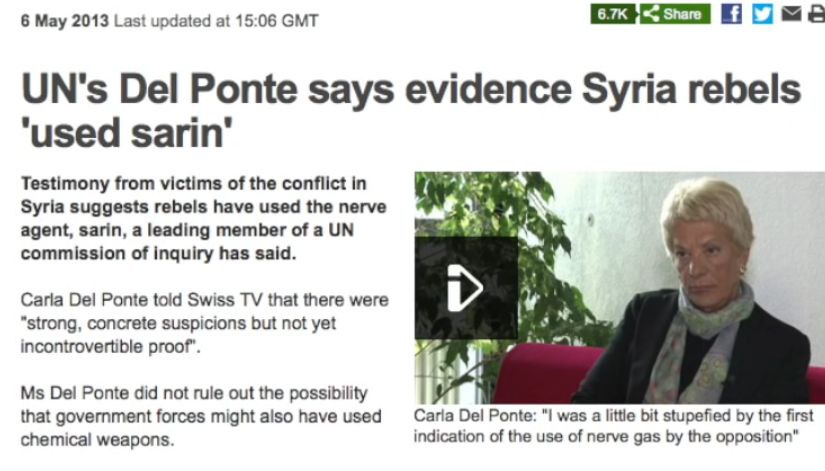 6 May 2013 Last updated at 15:06 GMT
6.7K Share
UN's Del Ponte says evidence Syria rebels
'used sarin'
Testimony from victims of the conflict in
Syria suggests rebels have used the nerve
agent, sarin, a leading member of a UN
commission of inquiry has said.
Carla Del Ponte told Swiss TV that there were
"strong, concrete suspicions but not yet
incontrovertible proof".
Ms Del Ponte did not rule out the possibility
that government forces might also have used
chemical weapons.
Carla Del Ponte: "I was a little bit stupefied by the first
indication of the use of nerve gas by the opposition"